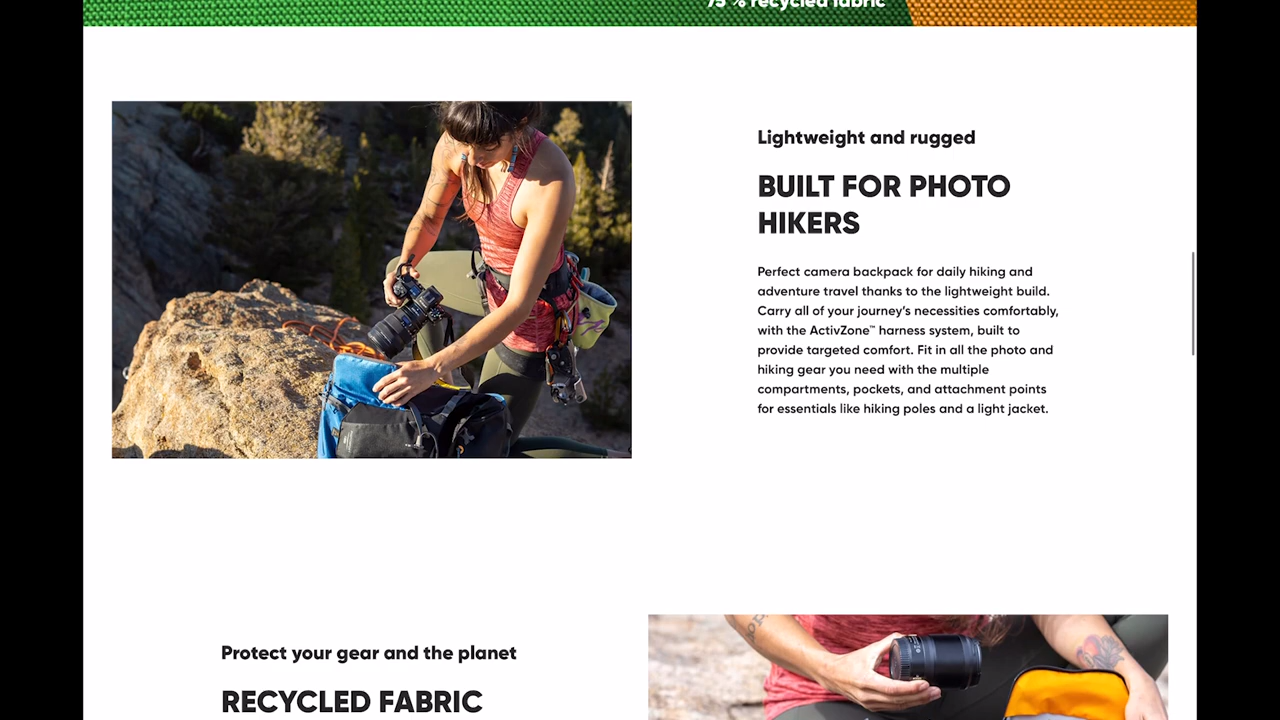 75 % recycled fabric
Lightweight and rugged
BUILT FOR PHOTO
HIKERS
Perfect camera backpack for daily hiking and
adventure travel thanks to the lightweight build.
Carry all of your journey’s necessities comfortably,
with the ActivZone™ harness system, built to
provide targeted comfort. Fit in all the photo and
hiking gear you need with the multiple
compartments, pockets, and attachment points
for essentials like hiking poles and a light jacket.
Protect your gear and the planet
RECYCLED FABRIC